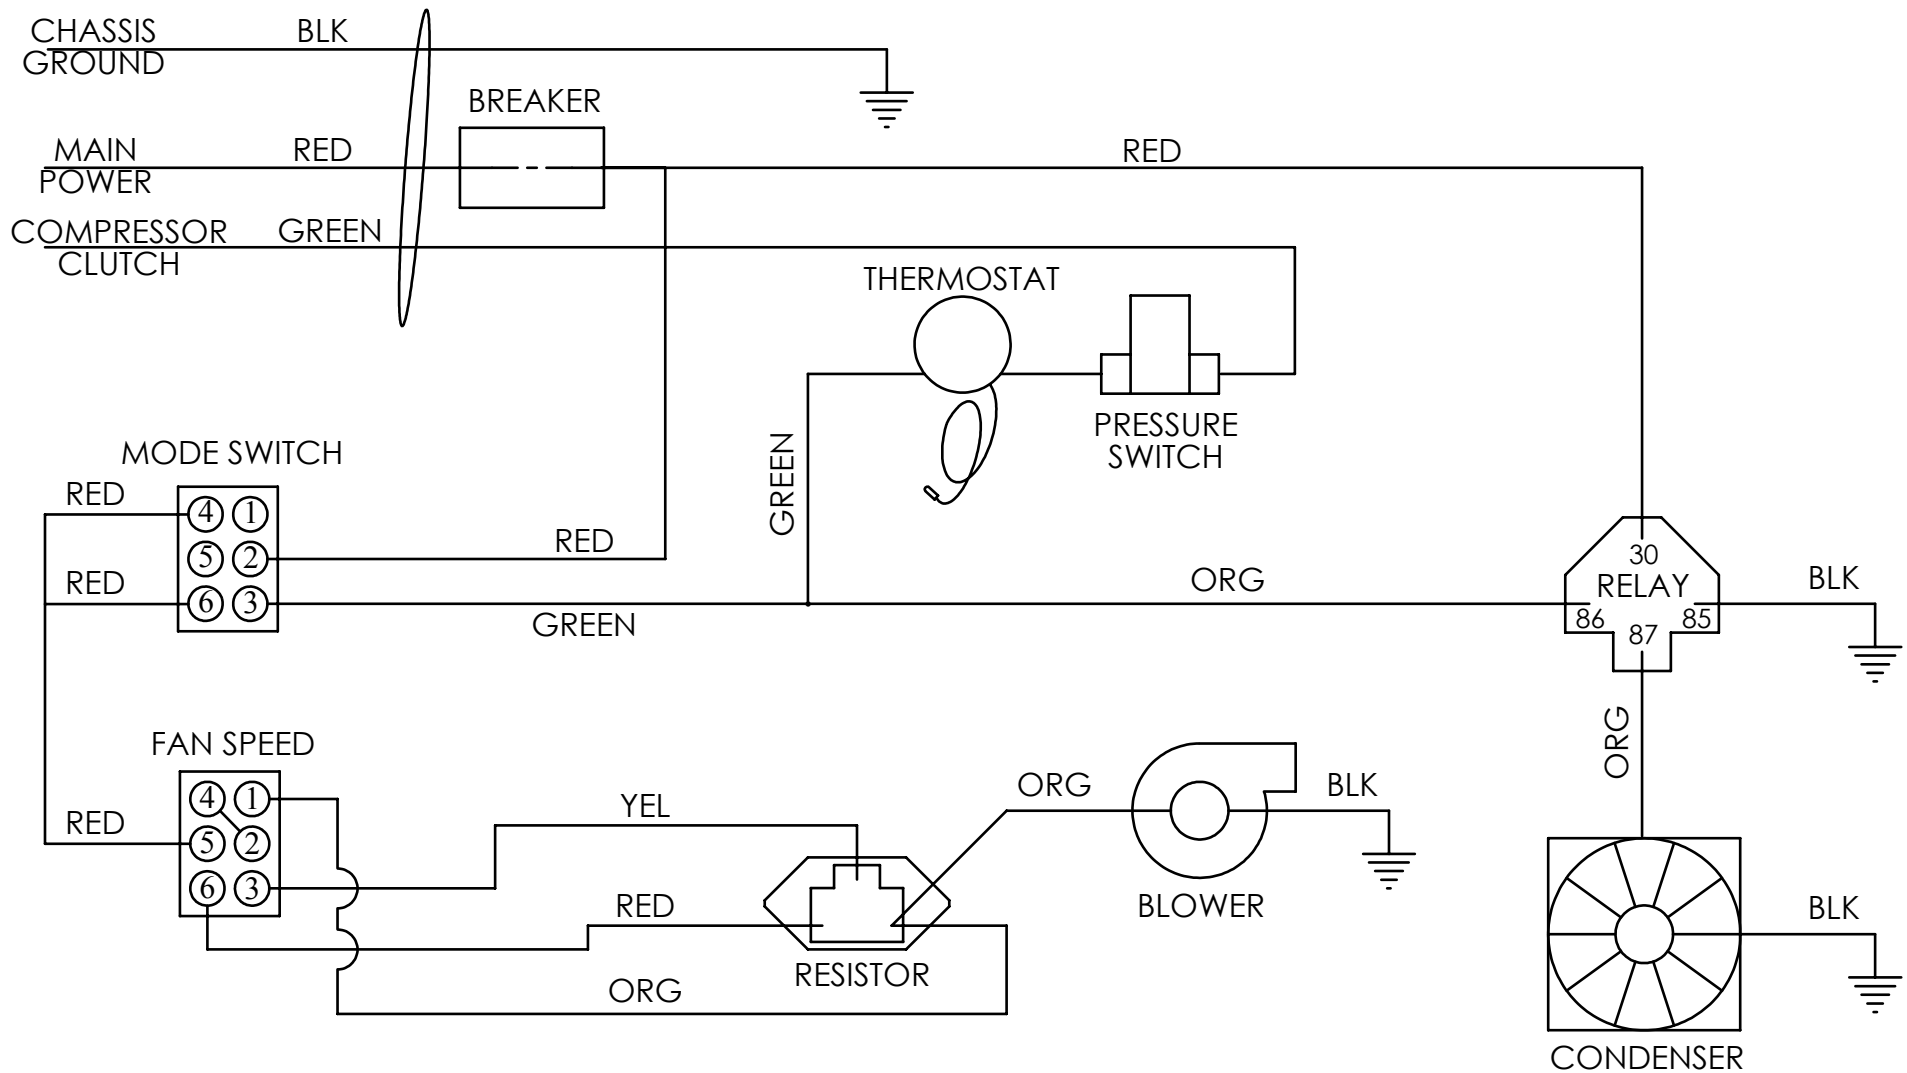 CHASSIS
GROUND
BLK
BREAKER
MAIN
POWER
RED
RED
COMPRESSOR
CLUTCH
GREEN
THERMOSTAT
PRESSURE
SWITCH
GREEN
MODE SWITCH
RED
4 1
5 2
RED
RED
6 3
GREEN
ORG
30
RELAY
86
87
85
BLK
ORG
FAN SPEED
4 1
RED
5 2
6 3
YEL
RED
RESISTOR
ORG
ORG
BLK
BLOWER
BLK
CONDENSER